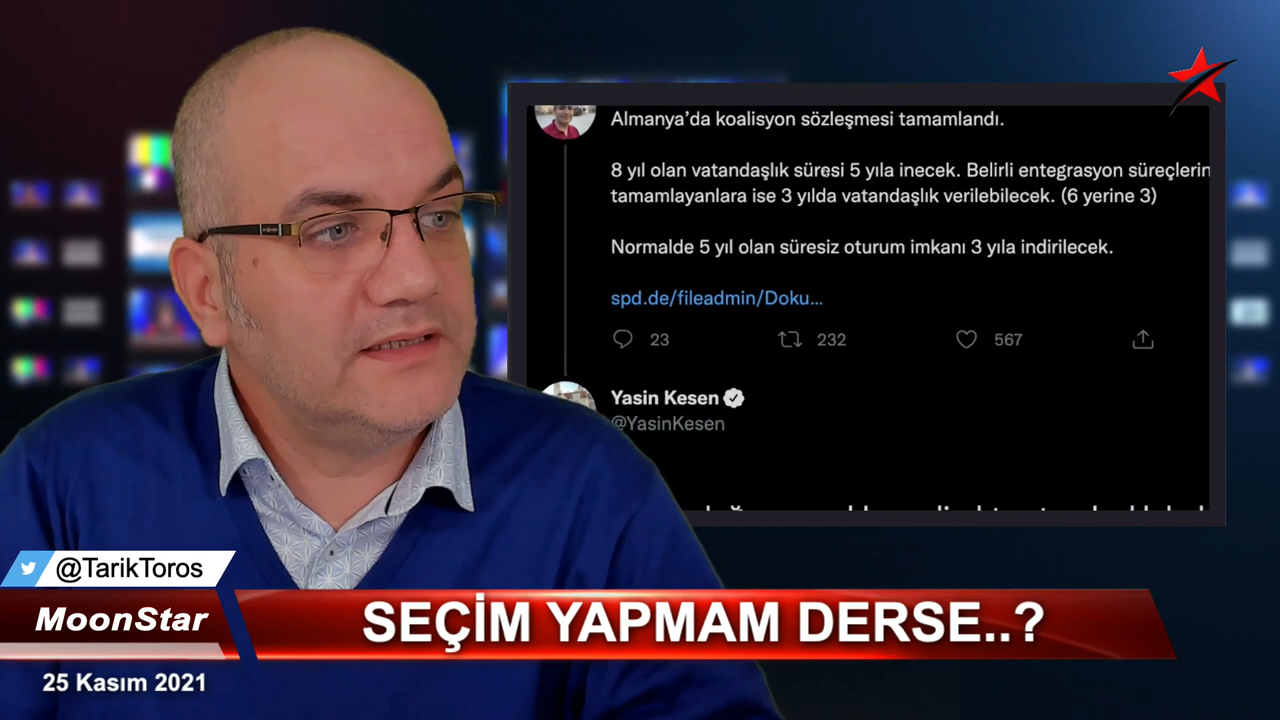 Almanya'da koalisyon sözleşmesi tamamlandı.
8 yıl olan vatandaşlık süresi 5 yıla inecek. Belirli entegrasyon süreçlerin
tamamlayanlara ise 3 yılda vatandaşlık verilebilecek. (6 yerine 3)
Normalde 5 yıl olan süresiz oturum imkanı 3 yıla indirilecek.
spd.de/fileadmin/Doku...
23 232 567
Yasin Kesen
@YasinKesen
@TarikToros
MoonStar
SEÇİM YAPMAM DERSE..?
25 Kasım 2021